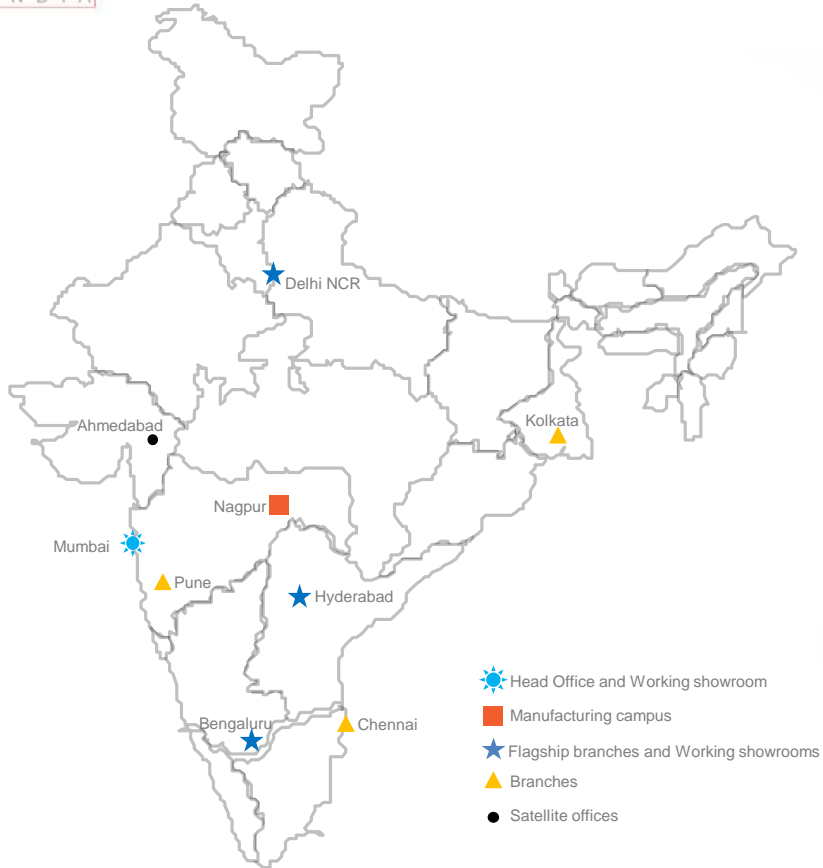 Delhi NCR
Ahmedabad
Kolkata
Nagpur
Mumbai
Pune
Hyderabad
Bengaluru
Chennai
Head Office and Working showroom
Manufacturing campus
Flagship branches and Working showrooms
Branches
Satellite offices